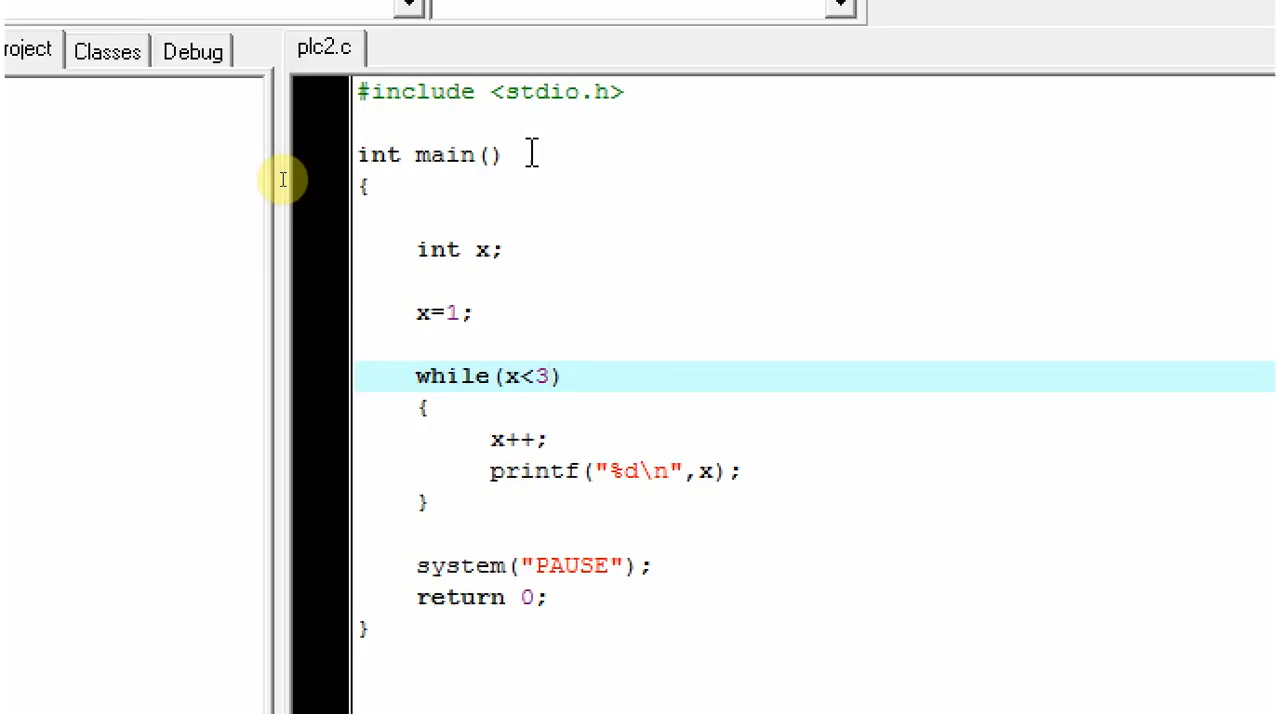 roject Classes Debug plc2.c
#include <stdio.h>
int main()
{
int x;
x=1;
while(x<3)
{
x++;
printf("%d\n",x);
}
system("PAUSE");
return 0;
}